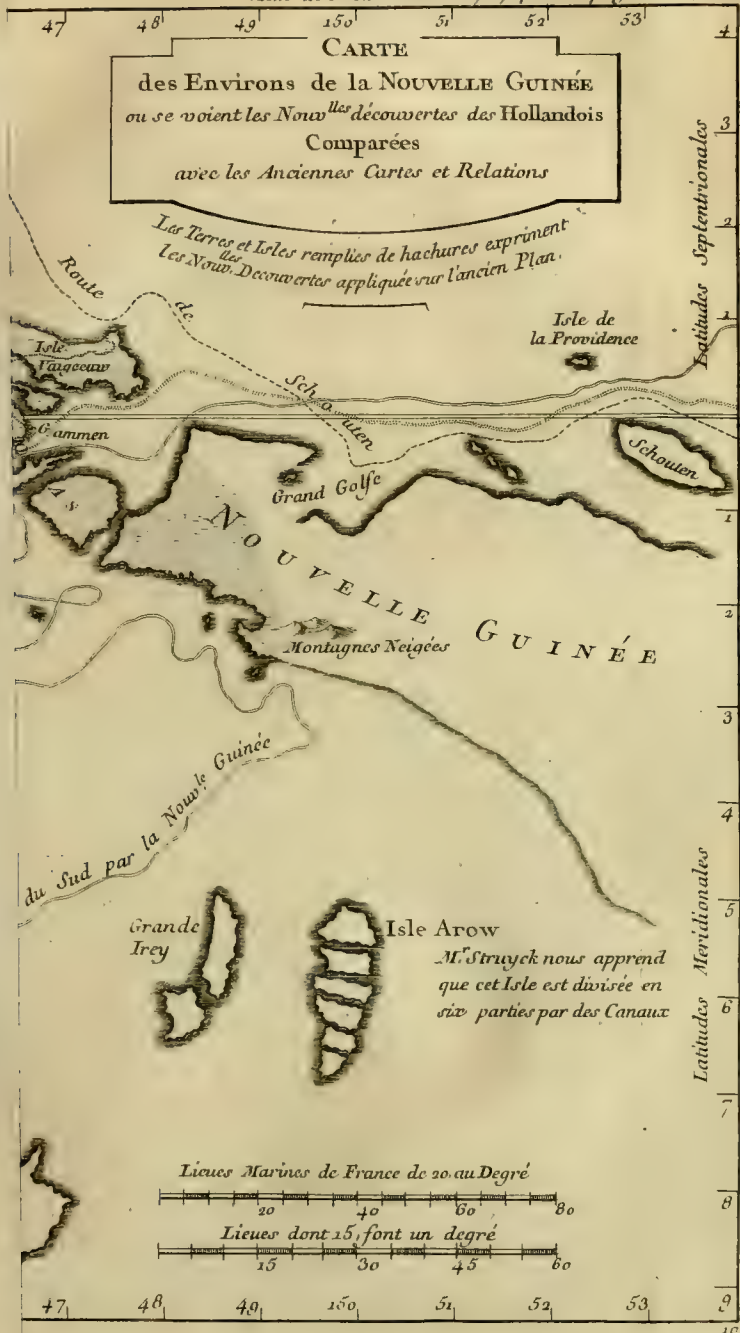 47 48 49 150 51 52 53
CARTE
des Environs de la NOUVELLE GUINÉE
ou se voient les Nouv.lles découvertes des Hollandois
Comparées
avec les Anciennes Cartes et Relations
Les Terres et Isles remplies de hachures expriment
les Nouv.lles Decouvertes appliquée sur l'ancien Plan.
4
3
2
1
Latitudes Septentrionales
Route de Schouten
Isle de
la Providence
Isle
Vaigeeuw
Gammen
Schouten
Grand Golfe
1
NOUVELLE GUINÉE
2
Montagnes Neigées
3
du Sud par la Nouv.le Guinée
4
5
Grande
Irey
Isle Arow
Mr. Struyck nous apprend
que cet Isle est divisée en
six parties par des Canaux
6
Latitudes Meridionales
7
Lieues Marines de France de 20. au Degré
20 40 60 80
8
Lieues dont 15, font un degré
15 30 45 60
9
47 48 49 150 51 52 53